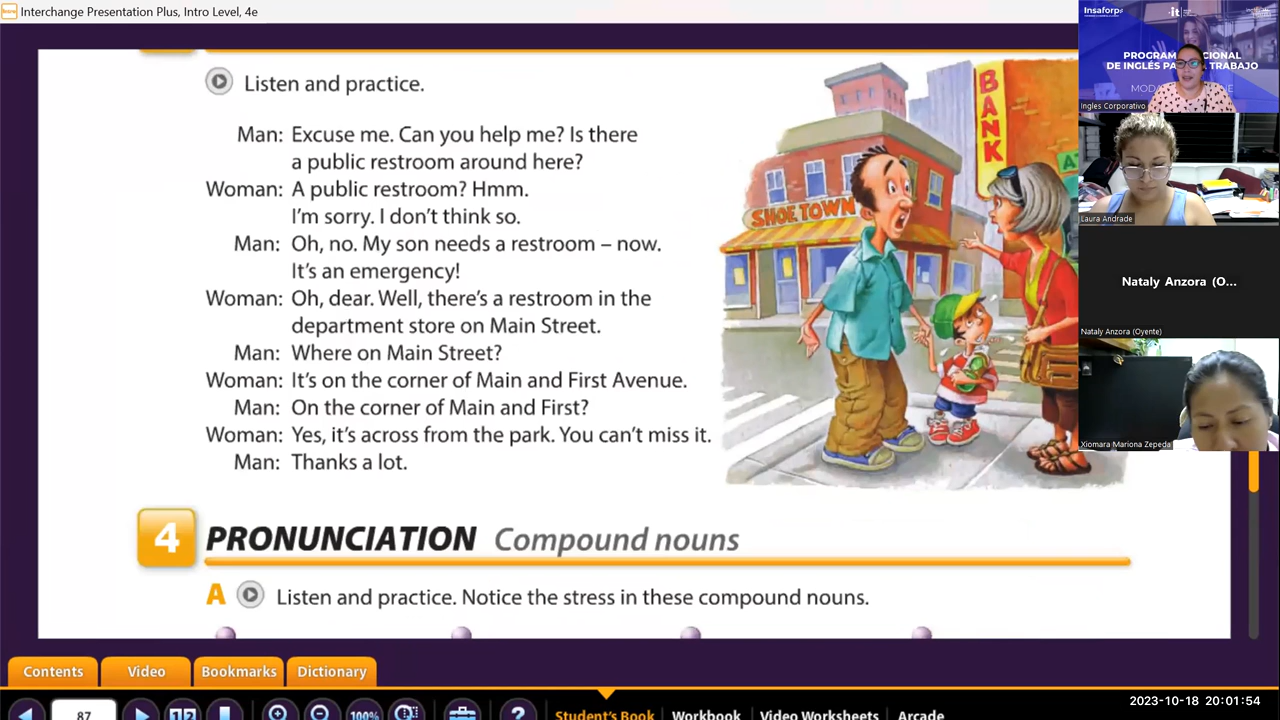 Interchange Presentation Plus, Intro Level, 4e
Listen and practice.
Man: Excuse me. Can you help me? Is there
a public restroom around here?
Woman: A public restroom? Hmm.
I'm sorry. I don't think so.
Man: Oh, no. My son needs a restroom – now.
It's an emergency!
Woman: Oh, dear. Well, there's a restroom in the
department store on Main Street.
Man: Where on Main Street?
Woman: It's on the corner of Main and First Avenue.
Man: On the corner of Main and First?
Woman: Yes, it's across from the park. You can't miss it.
Man: Thanks a lot.
SHOE TOWN
BANK
4 PRONUNCIATION Compound nouns
A Listen and practice. Notice the stress in these compound nouns.
Insaforp
Ingles Corporativo
Laura Andrade
Nataly Anzora (O...
Nataly Anzora (Oyente)
Xiomara Mariona Zepeda
Contents Video Bookmarks Dictionary
2023-10-18 20:01:54
87 100% ? Student's Book Workbook Video Worksheets Arcade